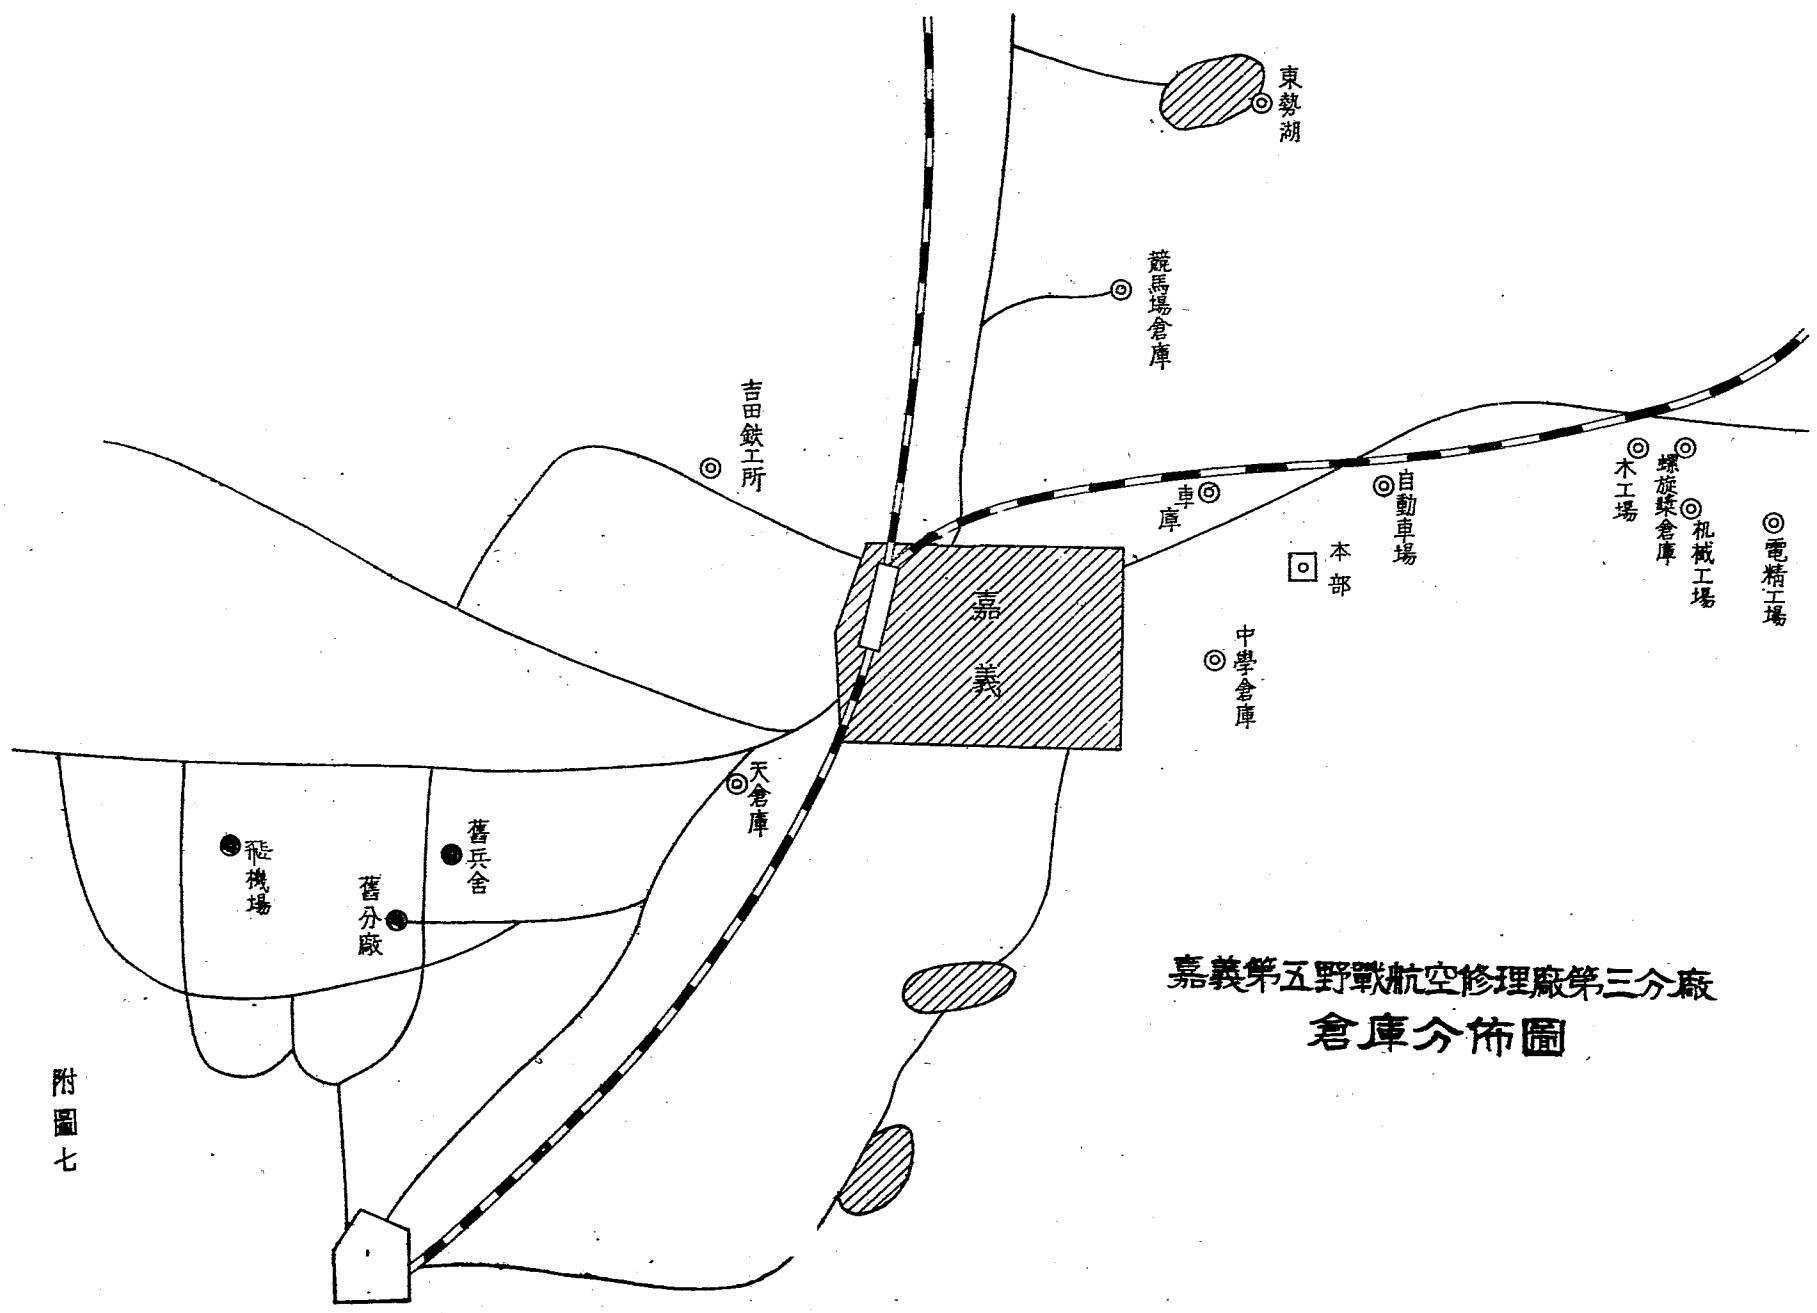 東勢湖
競馬場倉庫
吉田鉄工所
車庫
自動車場
木工場
螺旋槳倉庫
机械工場
電精工場
本部
中學倉庫
嘉義
天倉庫
舊兵舍
飛機場
舊分廠
嘉義第五野戰航空修理廠第三分廠
倉庫分佈圖
附圖七